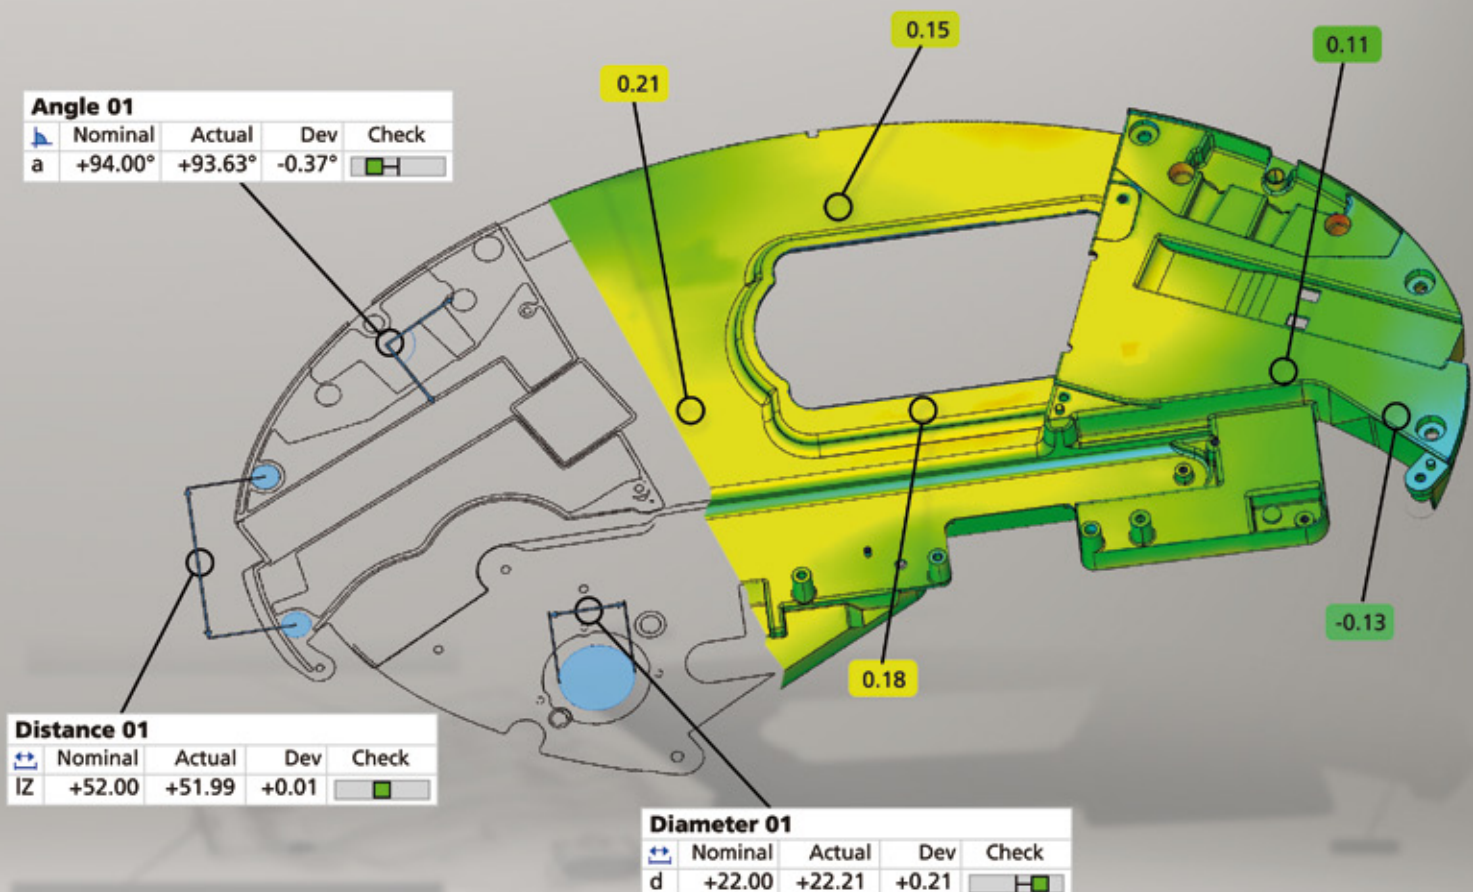 0.15
0.11
0.21
Angle 01
Nominal Actual Dev Check
a +94.00° +93.63° -0.37°
-0.13
0.18
Distance 01
Nominal Actual Dev Check
lZ +52.00 +51.99 +0.01
Diameter 01
Nominal Actual Dev Check
d +22.00 +22.21 +0.21